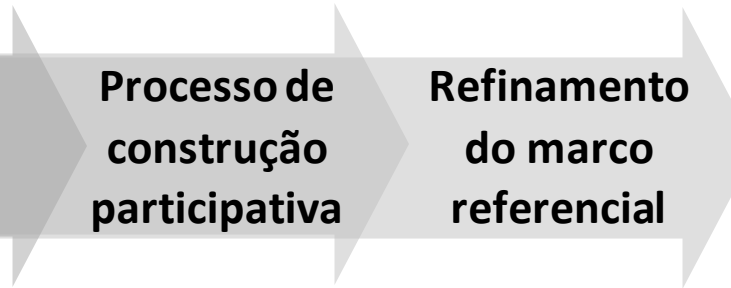 Processo de
construção
participativa
Refinamento
do marco
referencial